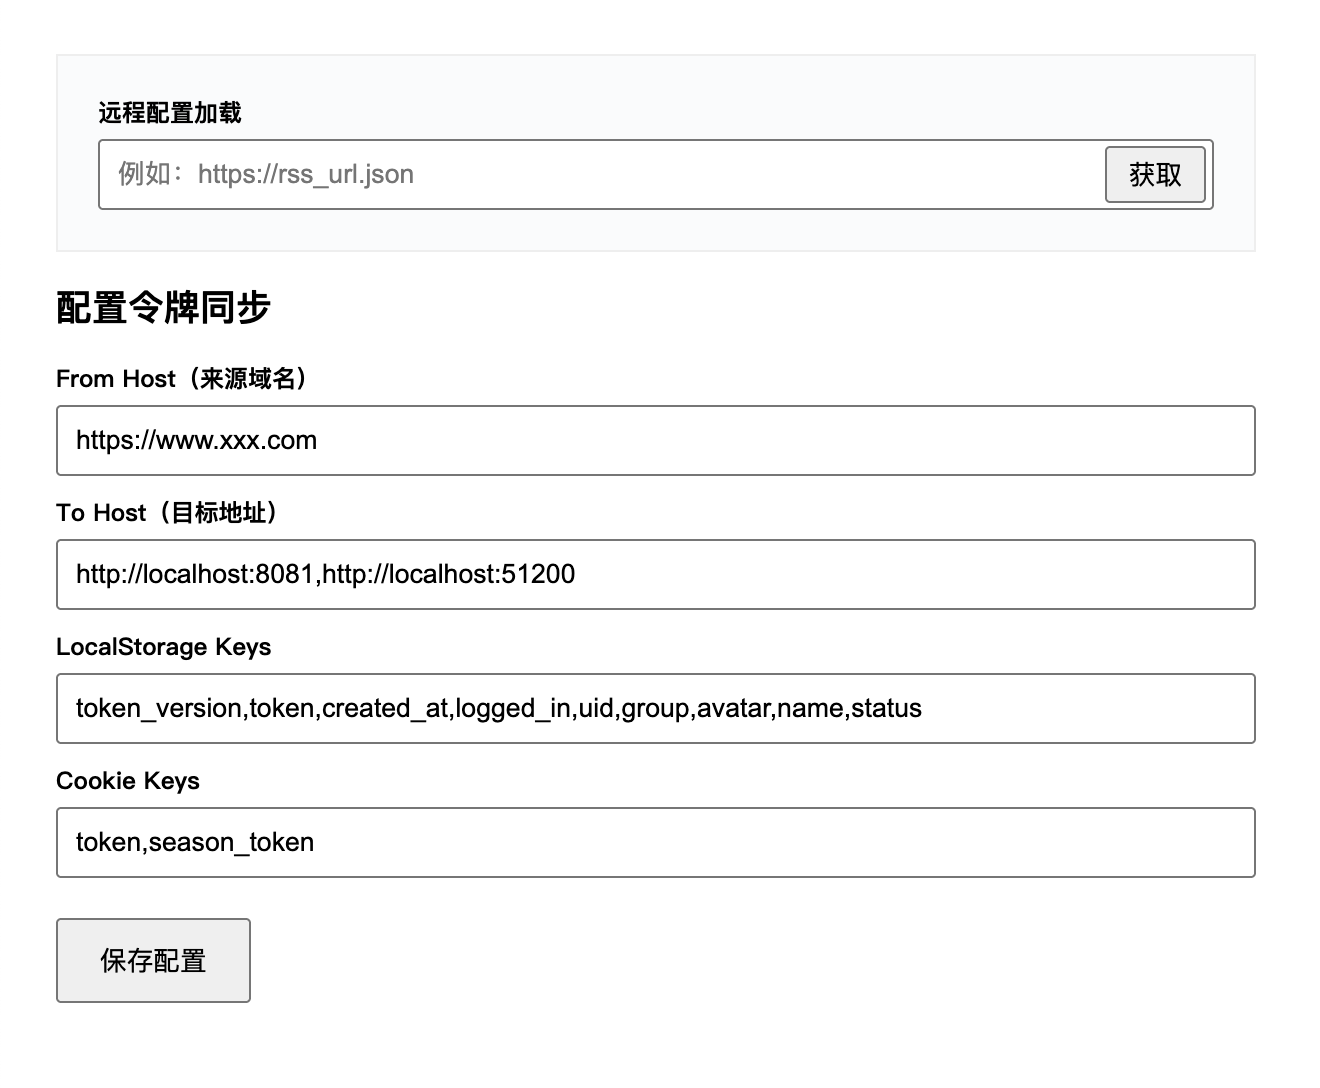 远程配置加载
例如：https://rss_url.json
获取
配置令牌同步
From Host（来源域名）
https://www.xxx.com
To Host（目标地址）
http://localhost:8081,http://localhost:51200
LocalStorage Keys
token_version,token,created_at,logged_in,uid,group,avatar,name,status
Cookie Keys
token,season_token
保存配置